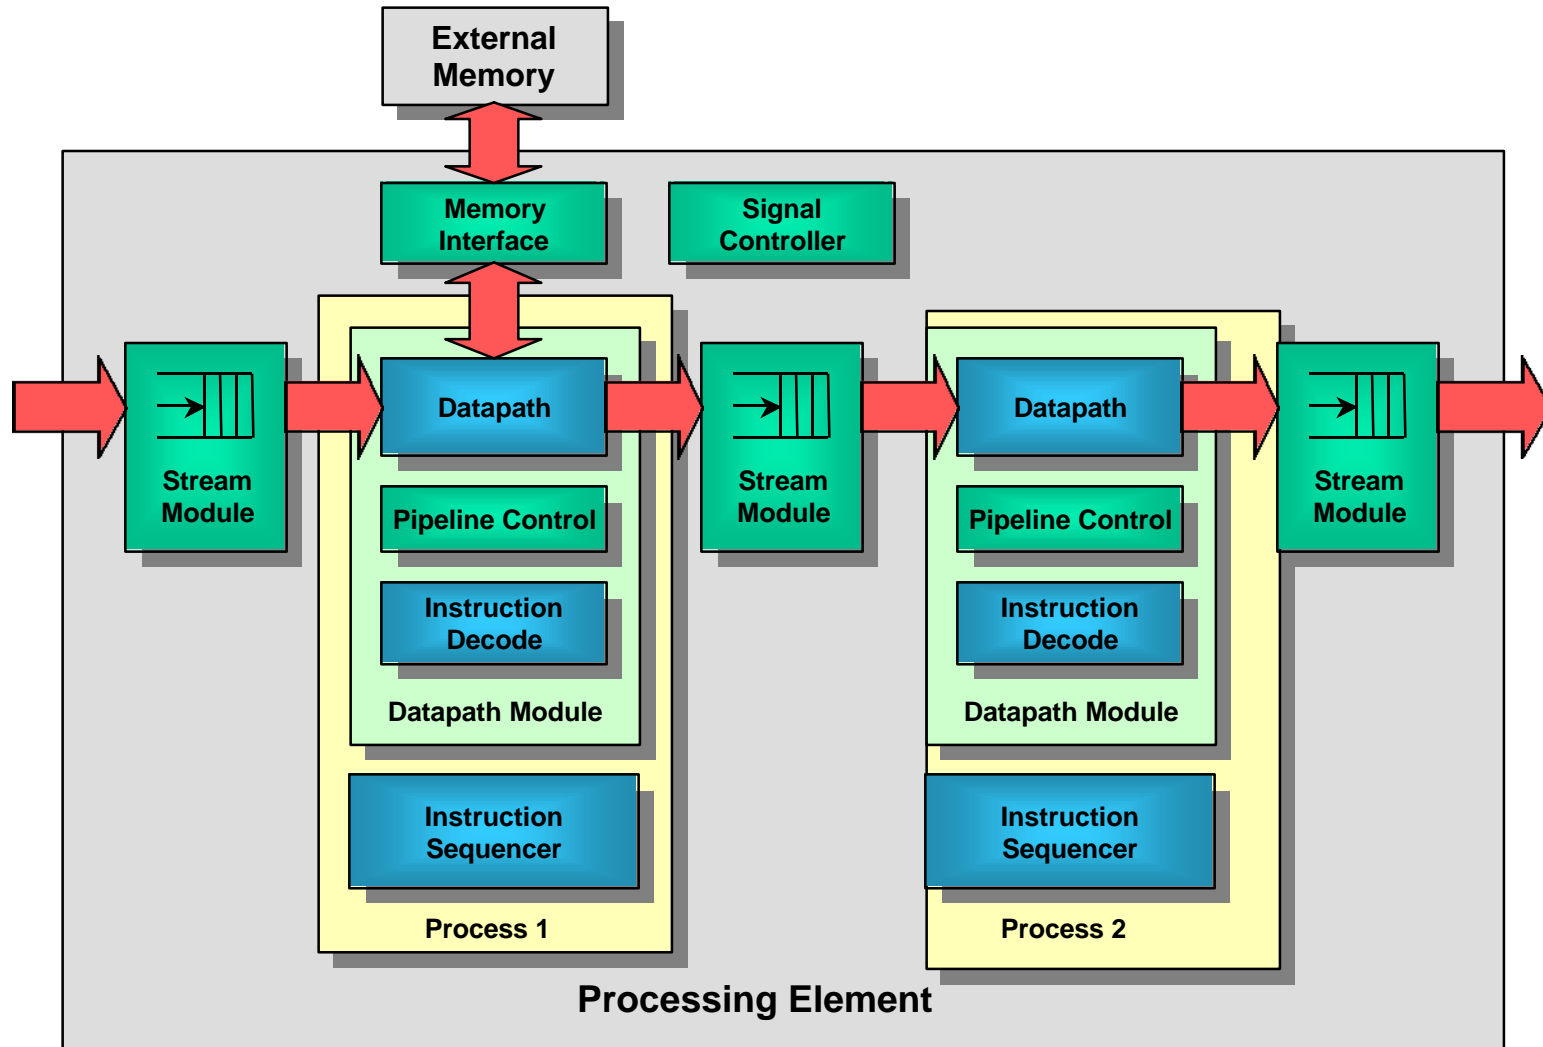 External
Memory
Memory
Interface
Signal
Controller
Datapath
Datapath
Stream
Module
Stream
Module
Stream
Module
Pipeline Control
Pipeline Control
Instruction
Decode
Instruction
Decode
Datapath Module
Datapath Module
Instruction
Sequencer
Instruction
Sequencer
Process 1
Process 2
Processing Element